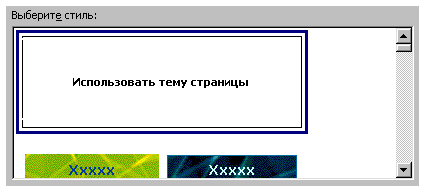 Выберите стиль:
Использовать тему страницы
Xxxxx Xxxxx